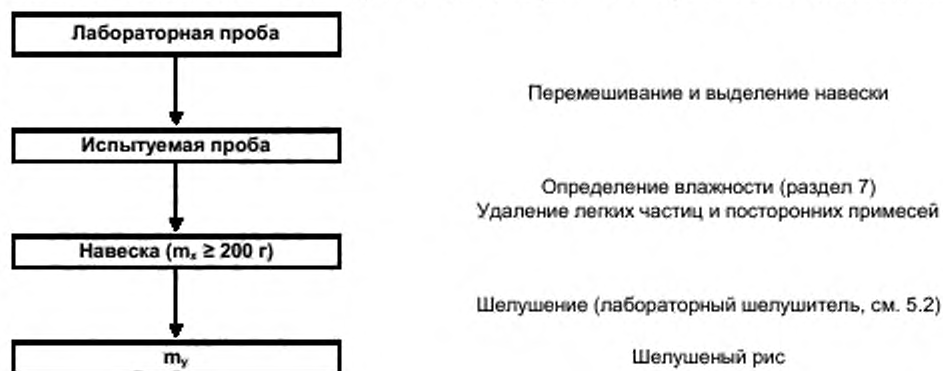 Лабораторная проба
Перемешивание и выделение навески
Испытуемая проба
Определение влажности (раздел 7)
Удаление легких частиц и посторонних примесей
Навеска (mₓ ≥ 200 г)
Шелушение (лабораторный шелушитель, см. 5.2)
mᵧ
Шелушеный рис